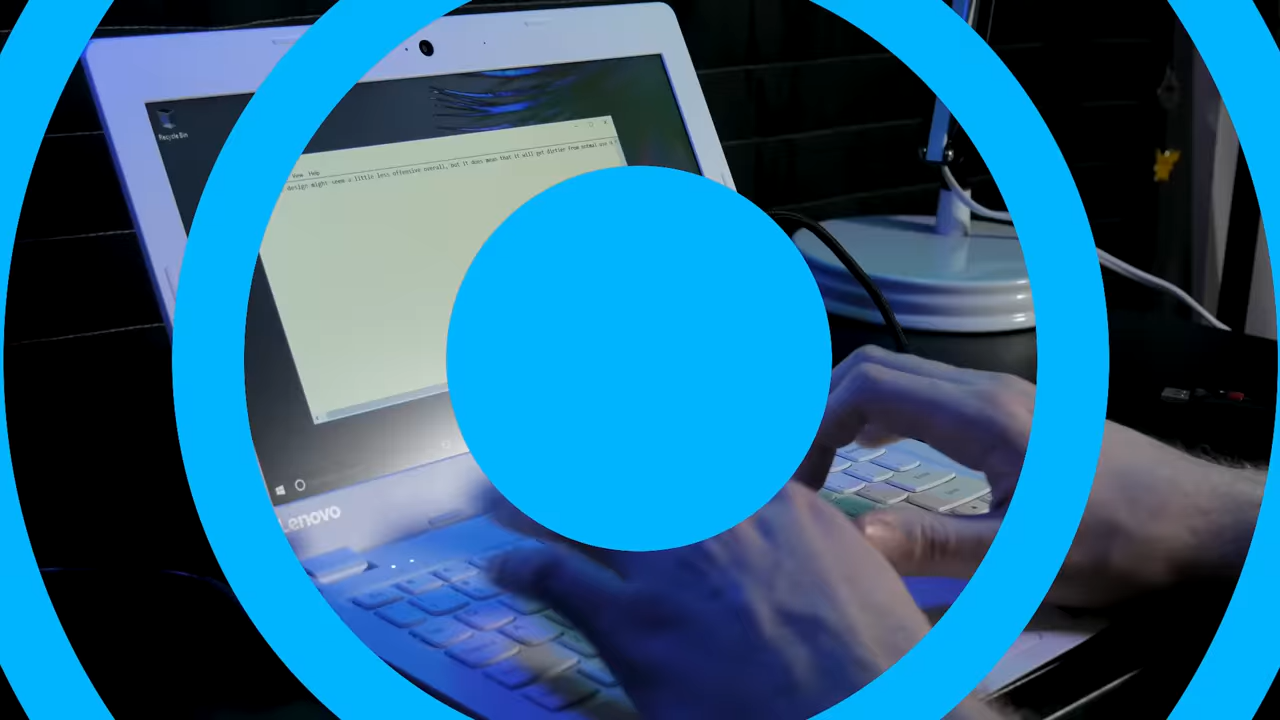 Recycle Bin
View Help
design might seem a little less offensive overall, but it does mean that it will get dirtier from normal use
Lenovo